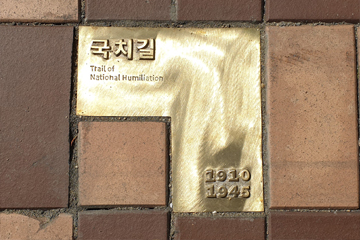 국치길
Trail of
National Humiliation
1910
1945